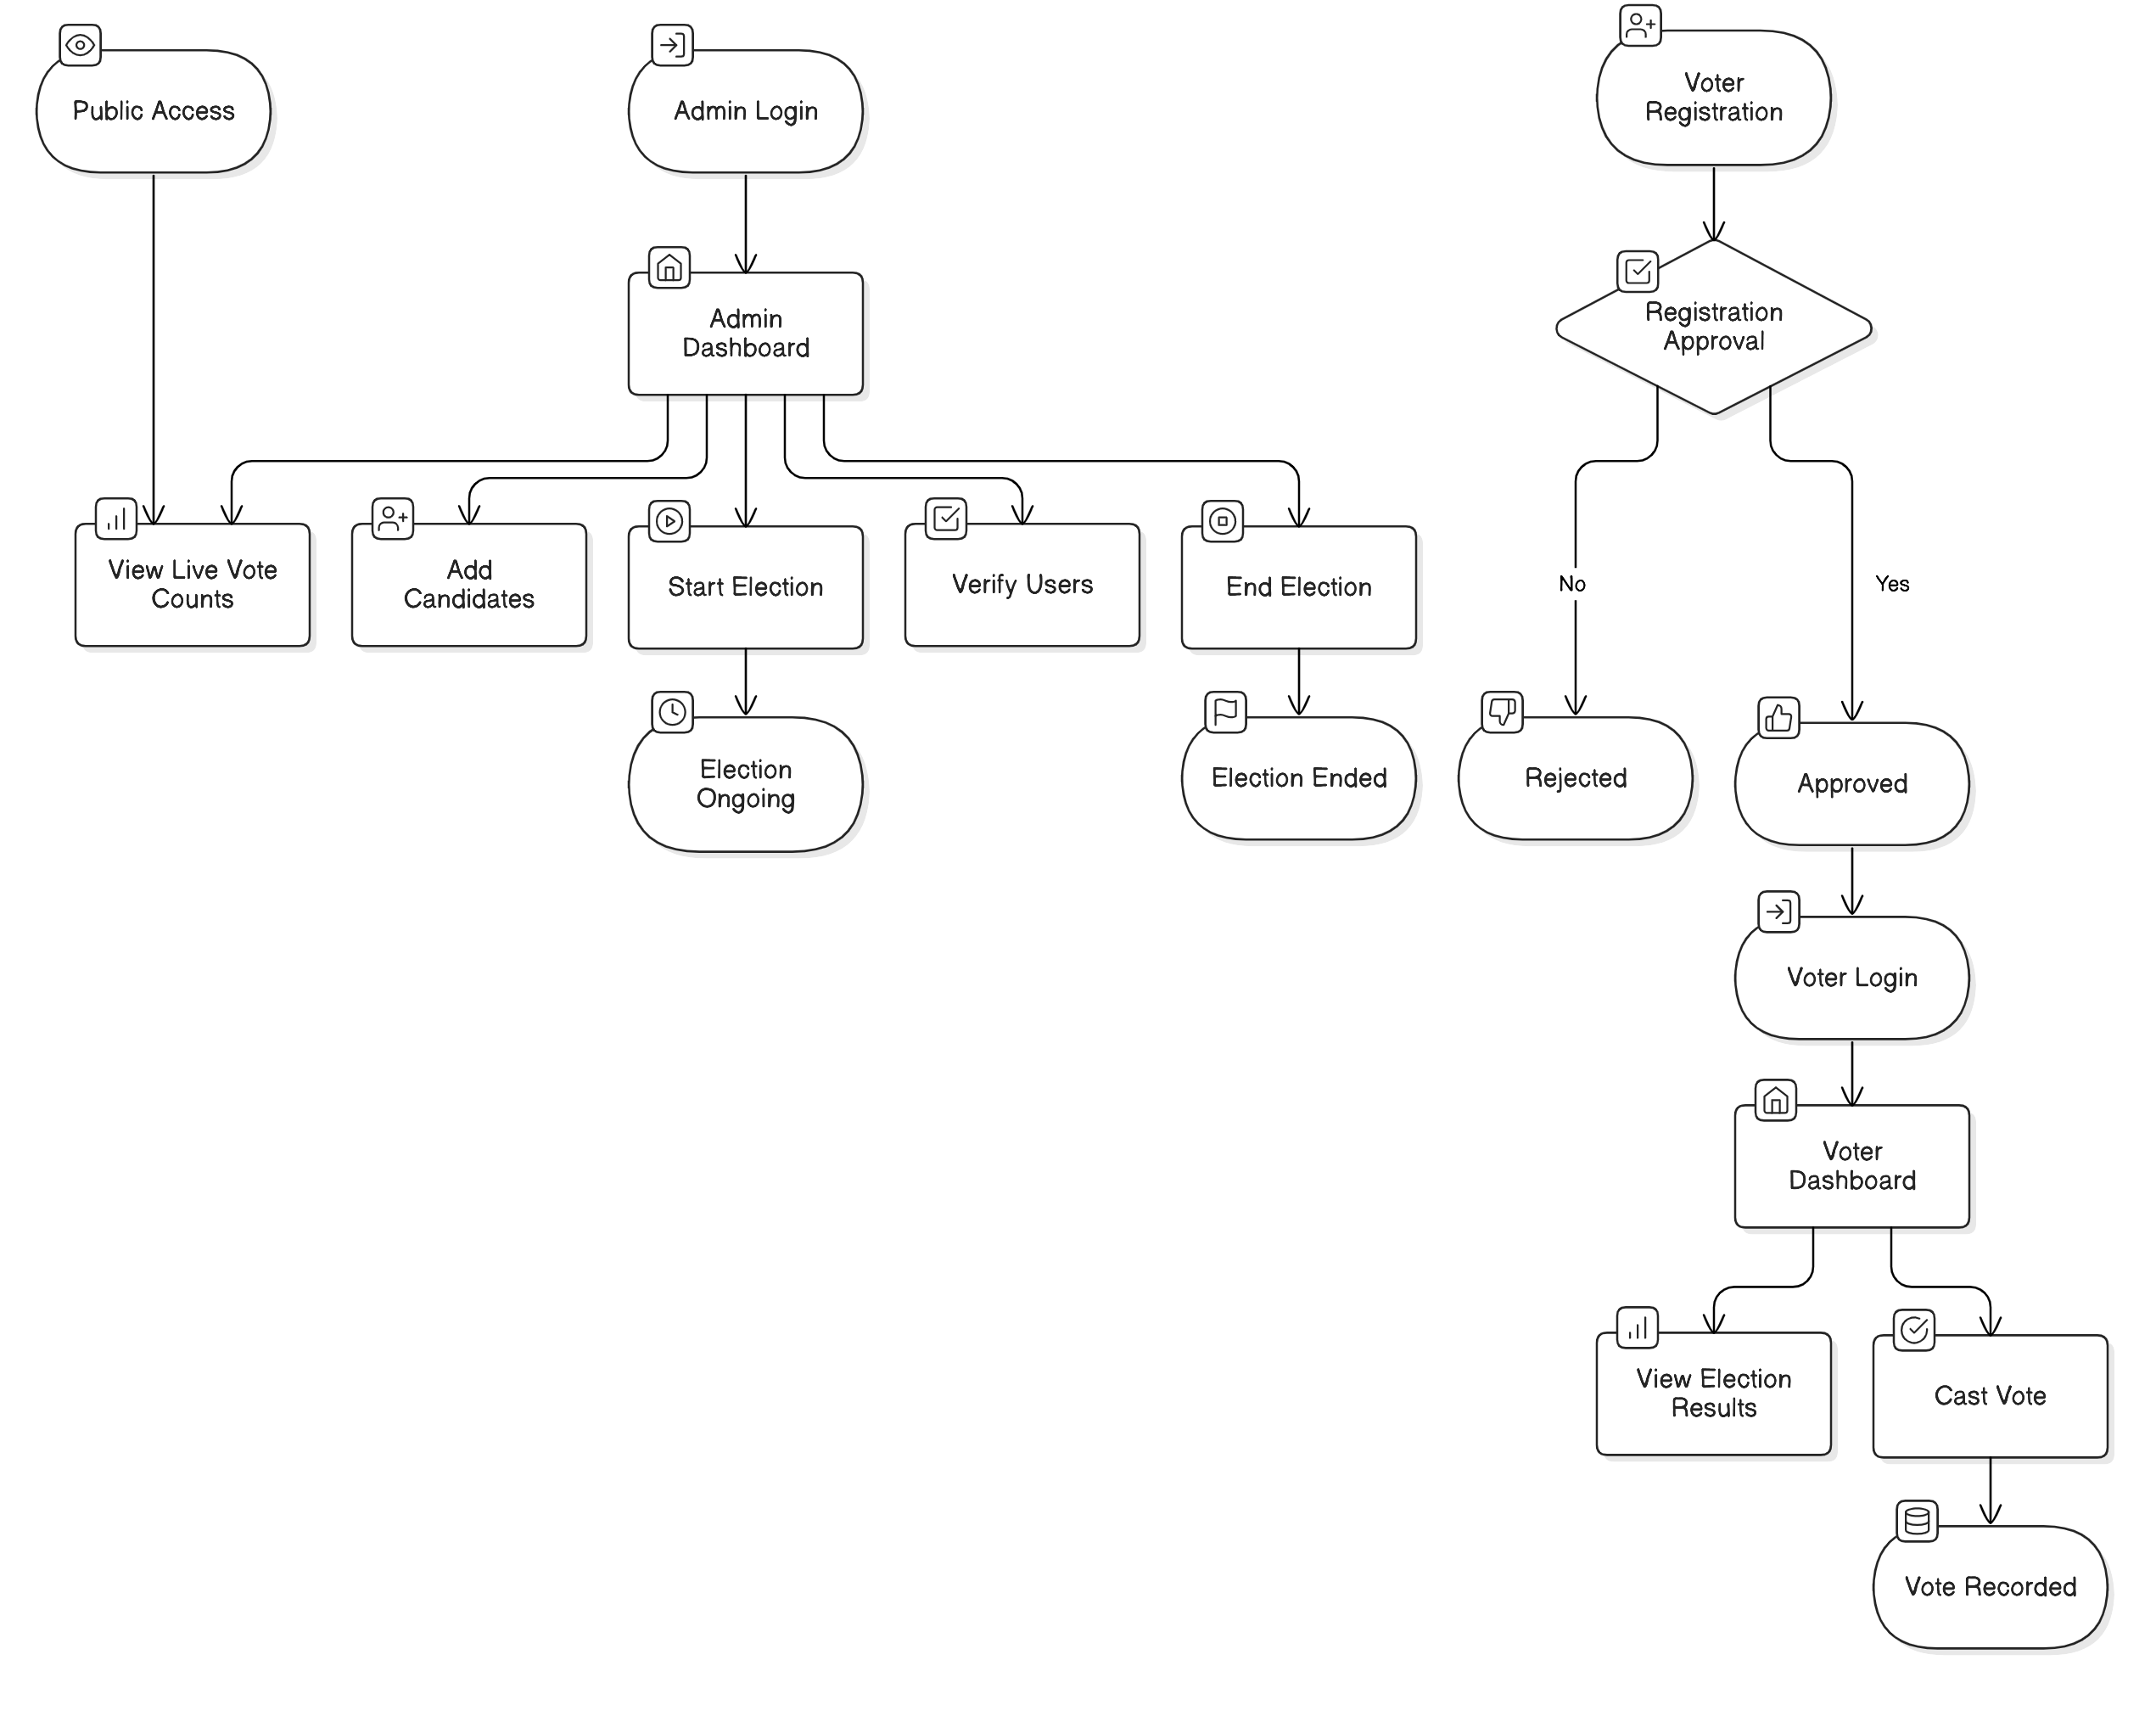 Public Access
Admin Login
Voter
Registration
Admin
Dashboard
Registration
Approval
View Live Vote
Counts
Add
Candidates
Start Election
Verify Users
End Election
No
Yes
Election
Ongoing
Election Ended
Rejected
Approved
Voter Login
Voter
Dashboard
View Election
Results
Cast Vote
Vote Recorded